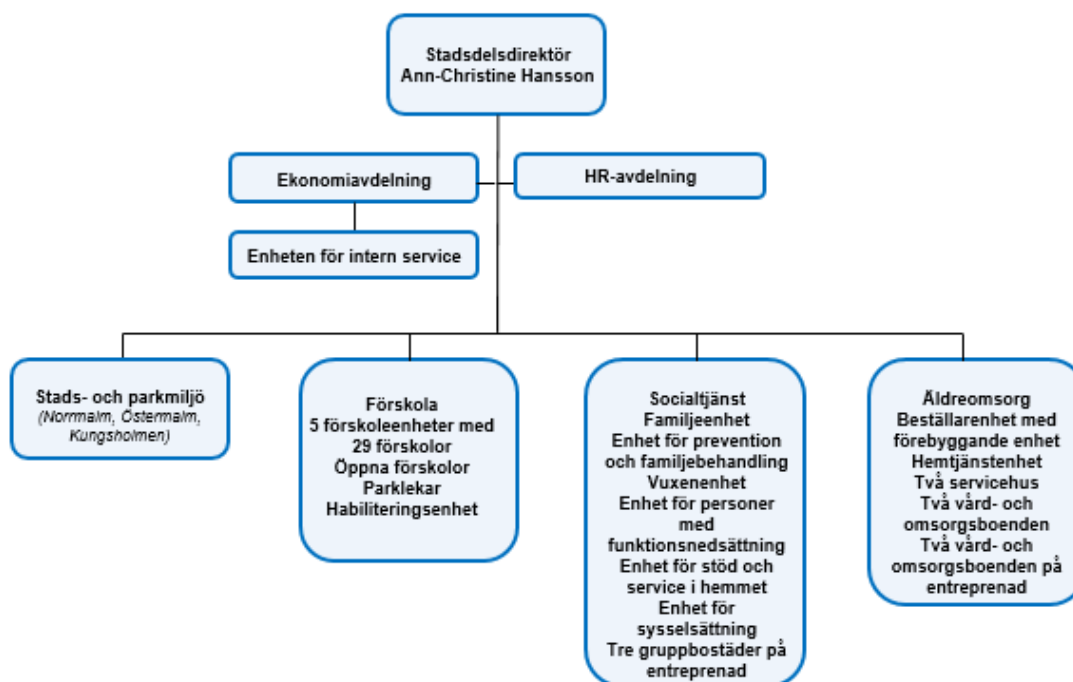 Stadsdelsdirektör
Ann-Christine Hansson
Ekonomiavdelning
HR-avdelning
Enheten för intern service
Stads- och parkmiljö
(Norrmalm, Östermalm,
Kungsholmen)
Förskola
5 förskoleenheter med
29 förskolor
Öppna förskolor
Parklekar
Habiliteringsenhet
Socialtjänst
Familjeenhet
Enhet för prevention
och familjebehandling
Vuxenenhet
Enhet för personer
med
funktionsnedsättning
Enhet för stöd och
service i hemmet
Enhet för
sysselsättning
Tre gruppbostäder på
entreprenad
Äldreomsorg
Beställarenhet med
förebyggande enhet
Hemtjänstenhet
Två servicehus
Två vård- och
omsorgsboenden
Två vård- och
omsorgsboenden på
entreprenad